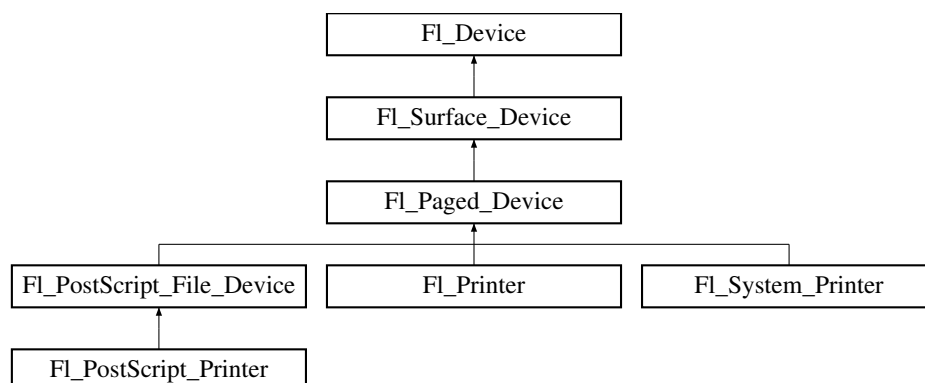 Fl_Device
Fl_Surface_Device
Fl_Paged_Device
Fl_PostScript_File_Device
Fl_Printer
Fl_System_Printer
Fl_PostScript_Printer